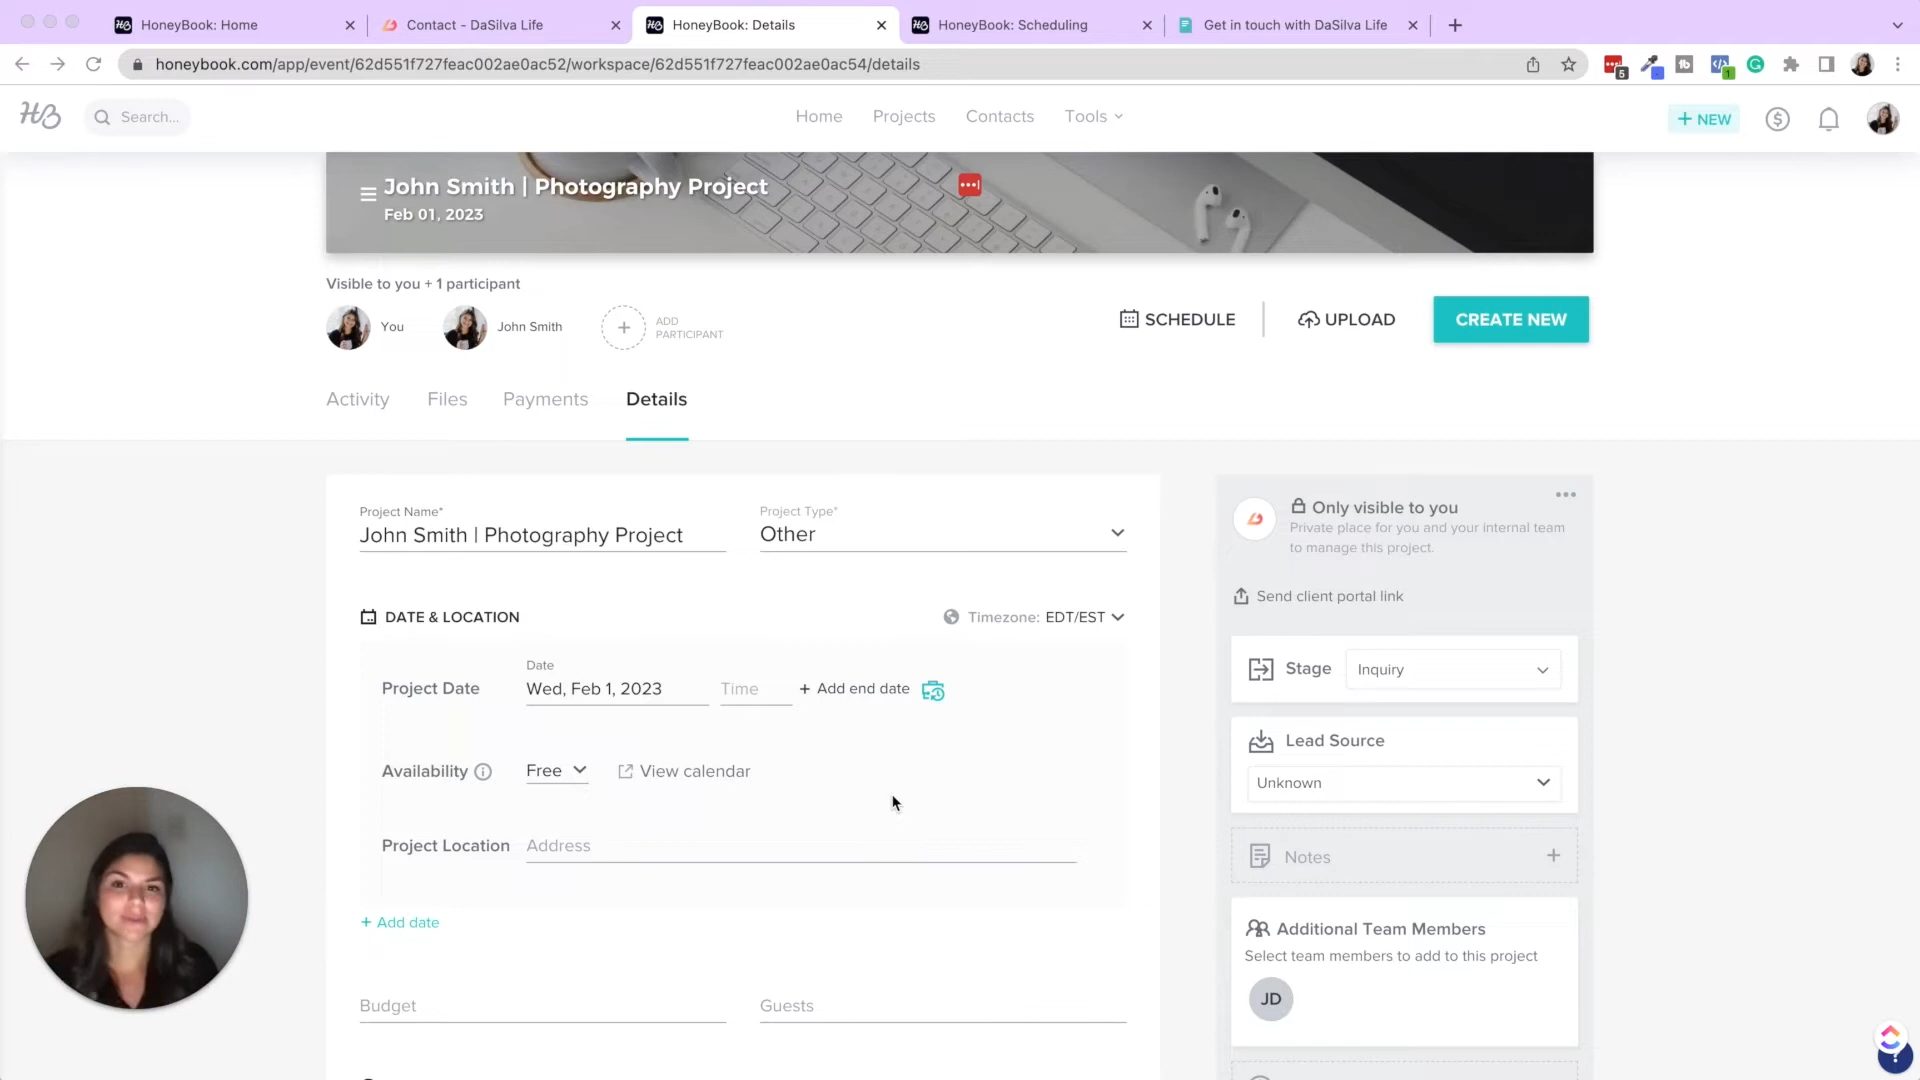 HoneyBook: Home
Contact - DaSilva Life
HoneyBook: Details
HoneyBook: Scheduling
Get in touch with DaSilva Life
honeybook.com/app/event/62d551f727feac002ae0ac52/workspace/62d551f727feac002ae0ac54/details
5
1
HB
Search...
Home
Projects
Contacts
Tools
+ NEW
John Smith | Photography Project
Feb 01, 2023
Visible to you + 1 participant
You
John Smith
ADD
PARTICIPANT
SCHEDULE
UPLOAD
CREATE NEW
Activity
Files
Payments
Details
Project Name*
John Smith | Photography Project
Project Type*
Other
DATE & LOCATION
Timezone: EDT/EST
Project Date
Date
Wed, Feb 1, 2023
Time
+ Add end date
Availability
Free
View calendar
Project Location
Address
+ Add date
Budget
Guests
Only visible to you
Private place for you and your internal team
to manage this project.
Send client portal link
Stage
Inquiry
Lead Source
Unknown
Notes
Additional Team Members
Select team members to add to this project
JD
?